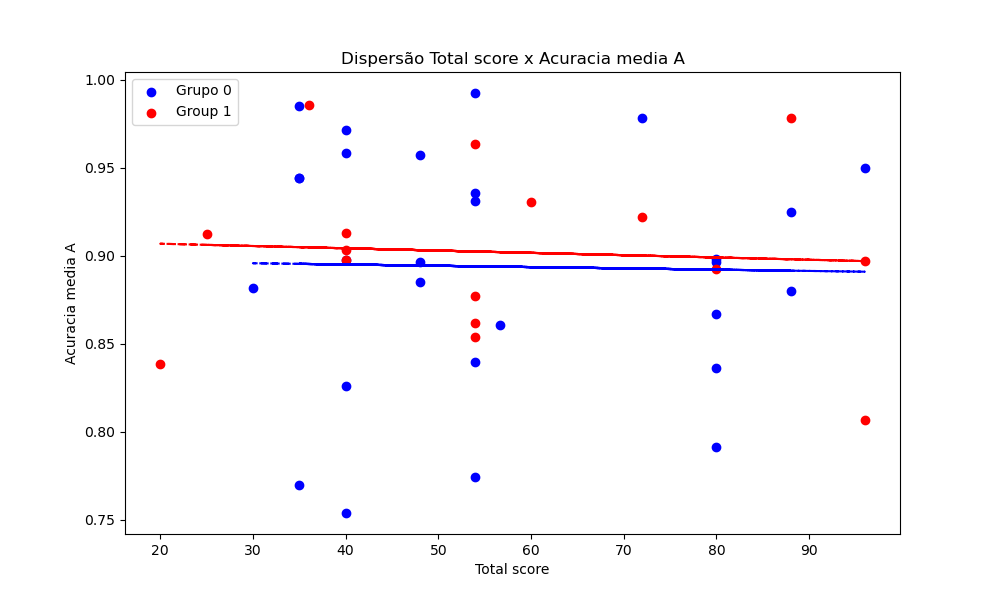 Dispersão Total score x Acuracia media A
Grupo 0
Group 1
1.00
0.95
0.90
0.85
0.80
0.75
Acuracia media A
20 30 40 50 60 70 80 90
Total score